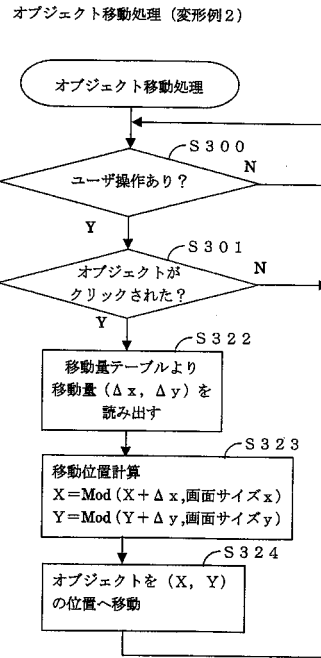 オブジェクト移動処理（変形例２）
オブジェクト移動処理
Ｓ３００
ユーザ操作あり？
N
Y
Ｓ３０１
オブジェクトが
クリックされた？
N
Y
Ｓ３２２
移動量テーブルより
移動量（Δｘ，Δｙ）を
読み出す
Ｓ３２３
移動位置計算
X＝Mod（X＋Δｘ,画面サイズｘ）
Y＝Mod（Y＋Δｙ,画面サイズｙ）
Ｓ３２４
オブジェクトを（X，Y）
の位置へ移動